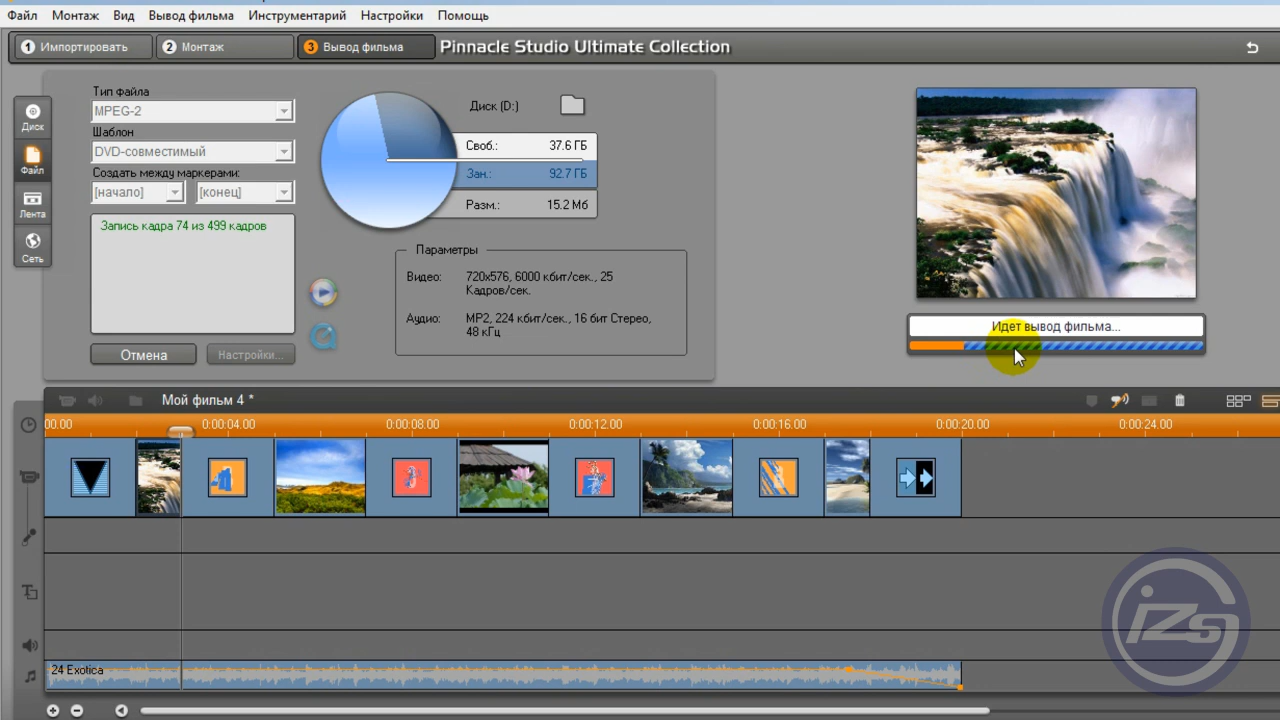 Файл Монтаж Вид Вывод фильма Инструментарий Настройки Помощь
1 Импортировать 2 Монтаж 3 Вывод фильма Pinnacle Studio Ultimate Collection
Диск
Файл
Лента
Сеть
Тип файла
MPEG-2
Шаблон
DVD-совместимый
Создать между маркерами:
[начало] [конец]
Запись кадра 74 из 499 кадров
Отмена Настройки...
Диск (D:)
Своб.: 37.6 ГБ
Зан.: 92.7 ГБ
Разм.: 15.2 Мб
Параметры
Видео: 720x576, 6000 кбит/сек., 25
Кадров/сек.
Аудио: MP2, 224 кбит/сек., 16 бит Стерео,
48 кГц
Идет вывод фильма...
Мой фильм 4 *
00.00 0:00:04.00 0:00:08.00 0:00:12.00 0:00:16.00 0:00:20.00 0:00:24.00
24 Exotica
izs